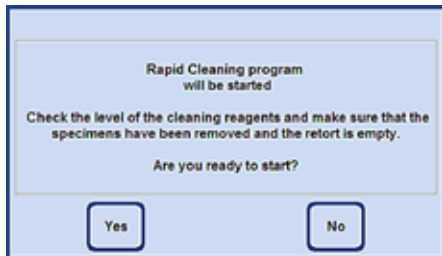 Rapid Cleaning program
will be started
Check the level of the cleaning reagents and make sure that the
specimens have been removed and the retort is empty.
Are you ready to start?
Yes
No